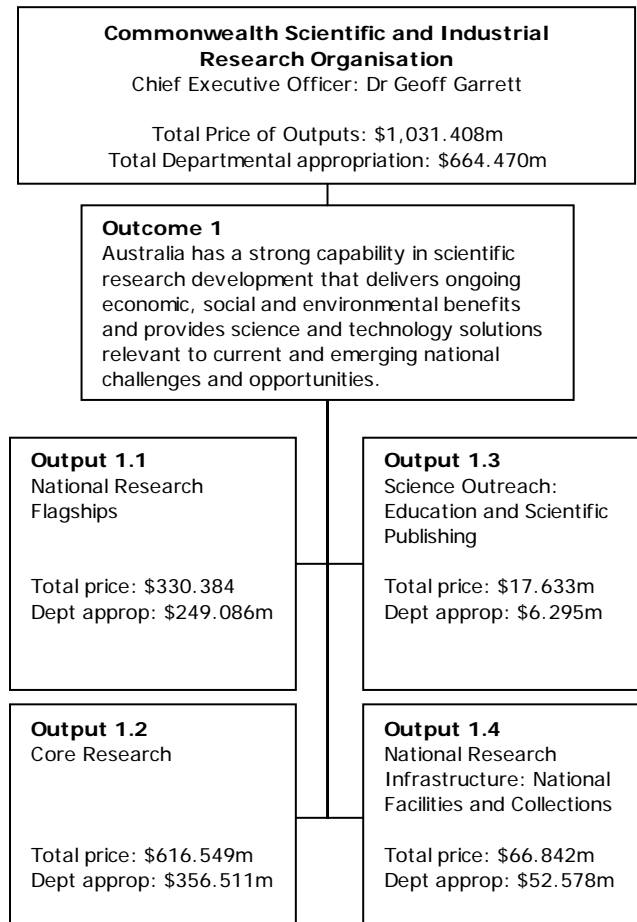 Commonwealth Scientific and Industrial
Research Organisation
Chief Executive Officer: Dr Geoff Garrett
Total Price of Outputs: $1,031.408m
Total Departmental appropriation: $664.470m
Outcome 1
Australia has a strong capability in scientific
research development that delivers ongoing
economic, social and environmental benefits
and provides science and technology solutions
relevant to current and emerging national
challenges and opportunities.
Output 1.1
National Research
Flagships
Total price: $330.384
Dept approp: $249.086m
Output 1.3
Science Outreach:
Education and Scientific
Publishing
Total price: $17.633m
Dept approp: $6.295m
Output 1.2
Core Research
Total price: $616.549m
Dept approp: $356.511m
Output 1.4
National Research
Infrastructure: National
Facilities and Collections
Total price: $66.842m
Dept approp: $52.578m